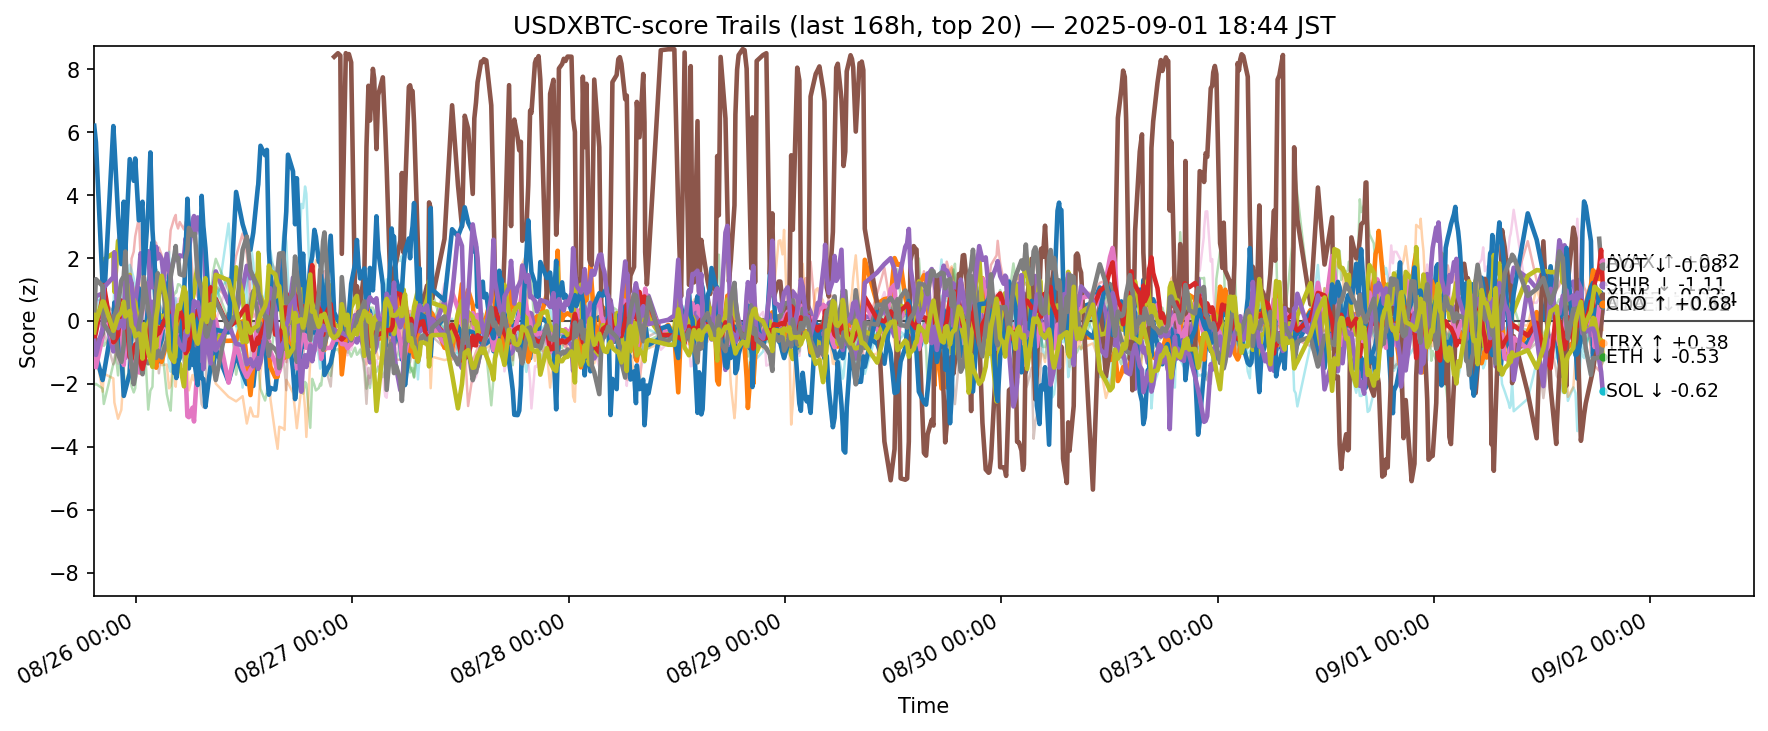 USDXBTC-score Trails (last 168h, top 20) — 2025-09-01 18:44 JST
Score (z)
8
6
4
2
0
−2
−4
−6
−8
DOT ↓ -0.08
SHIB ↓ -1.11
↑ +0.68
TRX ↑ +0.38
ETH ↓ -0.53
SOL ↓ -0.62
08/26 00:00
08/27 00:00
08/28 00:00
08/29 00:00
08/30 00:00
08/31 00:00
09/01 00:00
09/02 00:00
Time